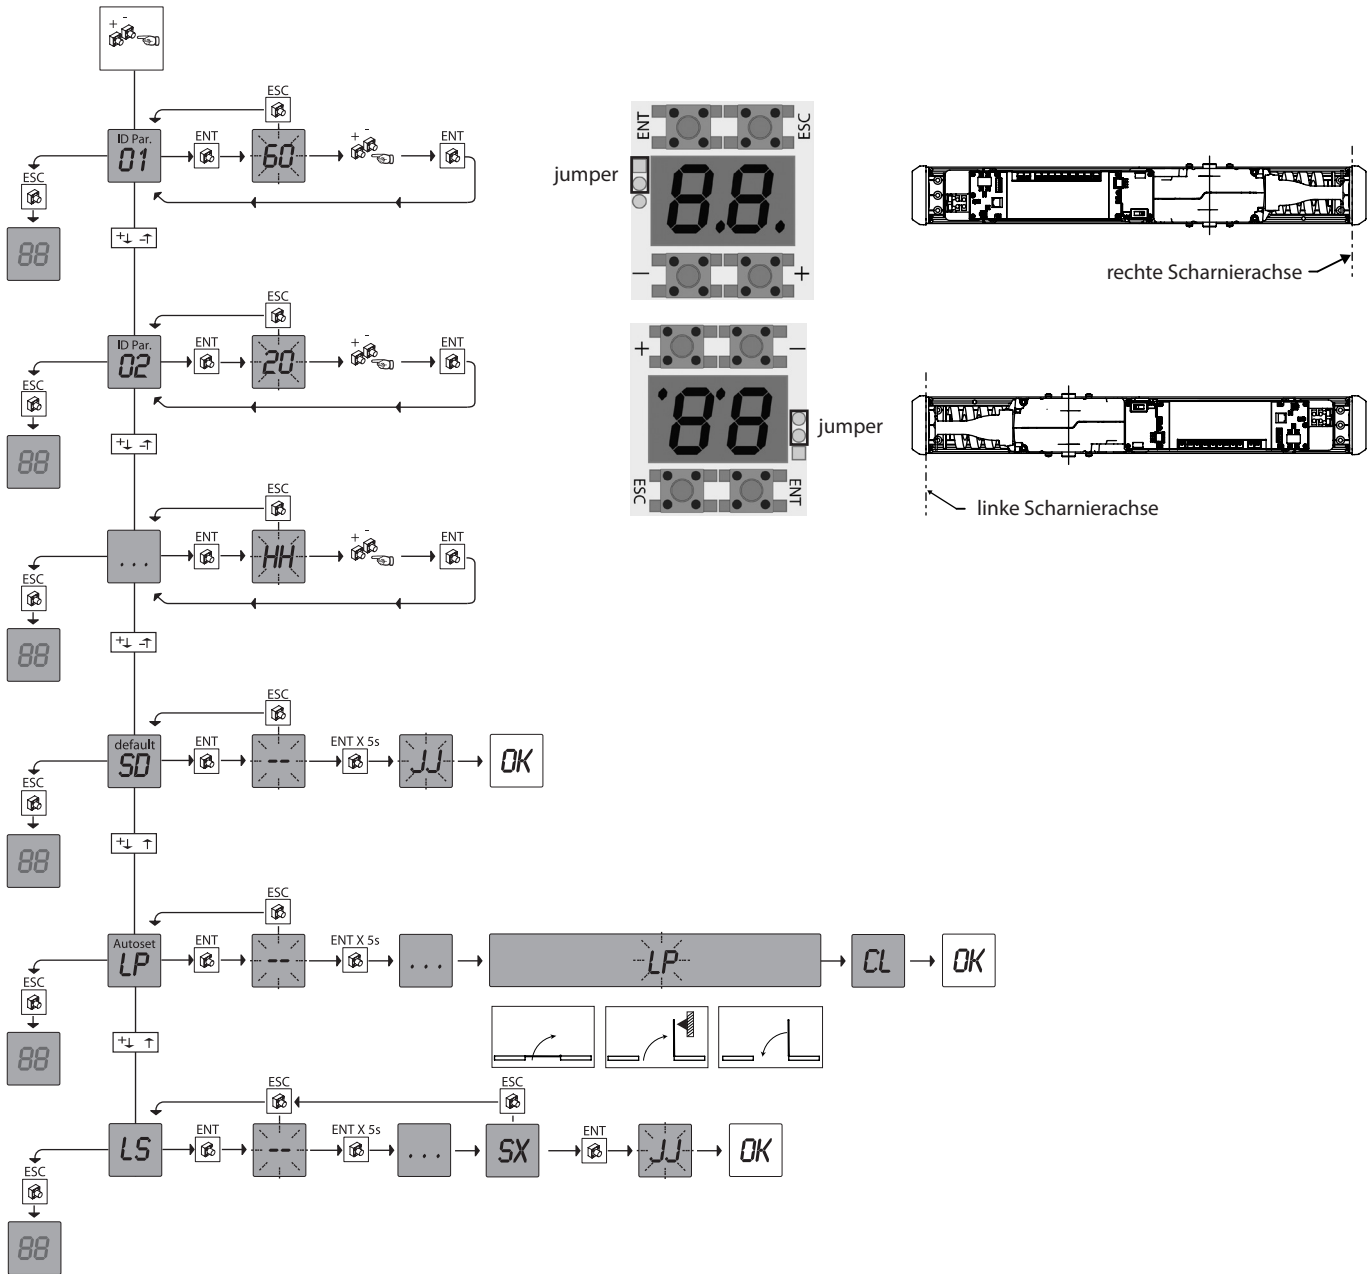 + -
ESC
ID Par.
01
ENT
60
+ -
ENT
ESC
88
+↓ -↑
ESC
ID Par.
02
ENT
20
+ -
ENT
ESC
88
+↓ -↑
ESC
...
ENT
HH
+ -
ENT
ESC
88
+↓ -↑
ESC
default
SD
ENT
--
ENT X 5s
JJ
OK
ESC
88
+↓ ↑
ESC
Autoset
LP
ENT
--
ENT X 5s
...
LP
CL
OK
ESC
88
+↓ ↑
ESC
ESC
LS
ENT
--
ENT X 5s
...
SX
ENT
JJ
OK
ESC
88
ENT
ESC
jumper
8.8.
-
+
+
-
'8'8
jumper
ESC
ENT
rechte Scharnierachse
linke Scharnierachse